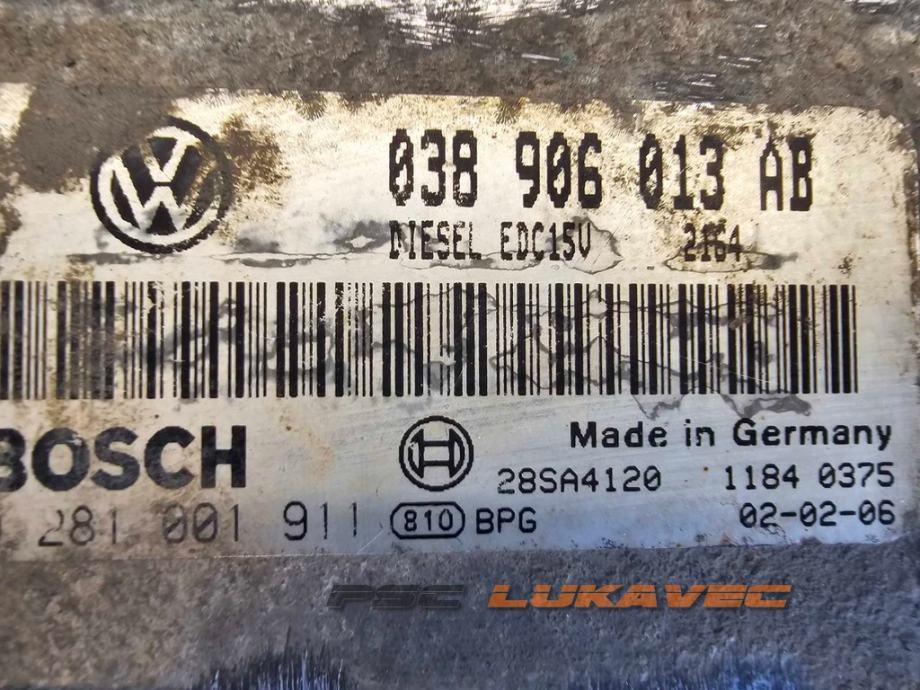 038 906 013 AB
DIESEL EDC15V 2164
BOSCH Made in Germany
28SA4120 1184 0375
281 001 911 810 BPG 02-02-06
PSC LUKAVEC